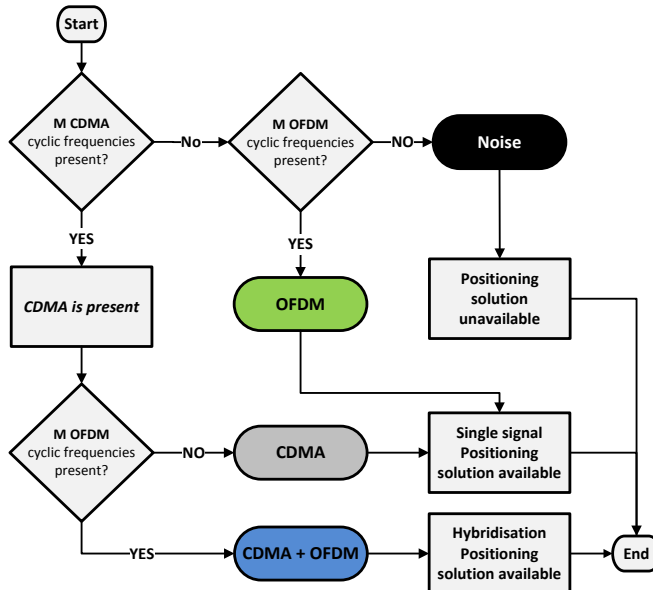 Start
M CDMA
cyclic frequencies
present?
No
M OFDM
cyclic frequencies
present?
NO
Noise
YES
YES
CDMA is present
OFDM
Positioning
solution
unavailable
M OFDM
cyclic frequencies
present?
NO
CDMA
Single signal
Positioning
solution available
YES
CDMA + OFDM
Hybridisation
Positioning
solution available
End